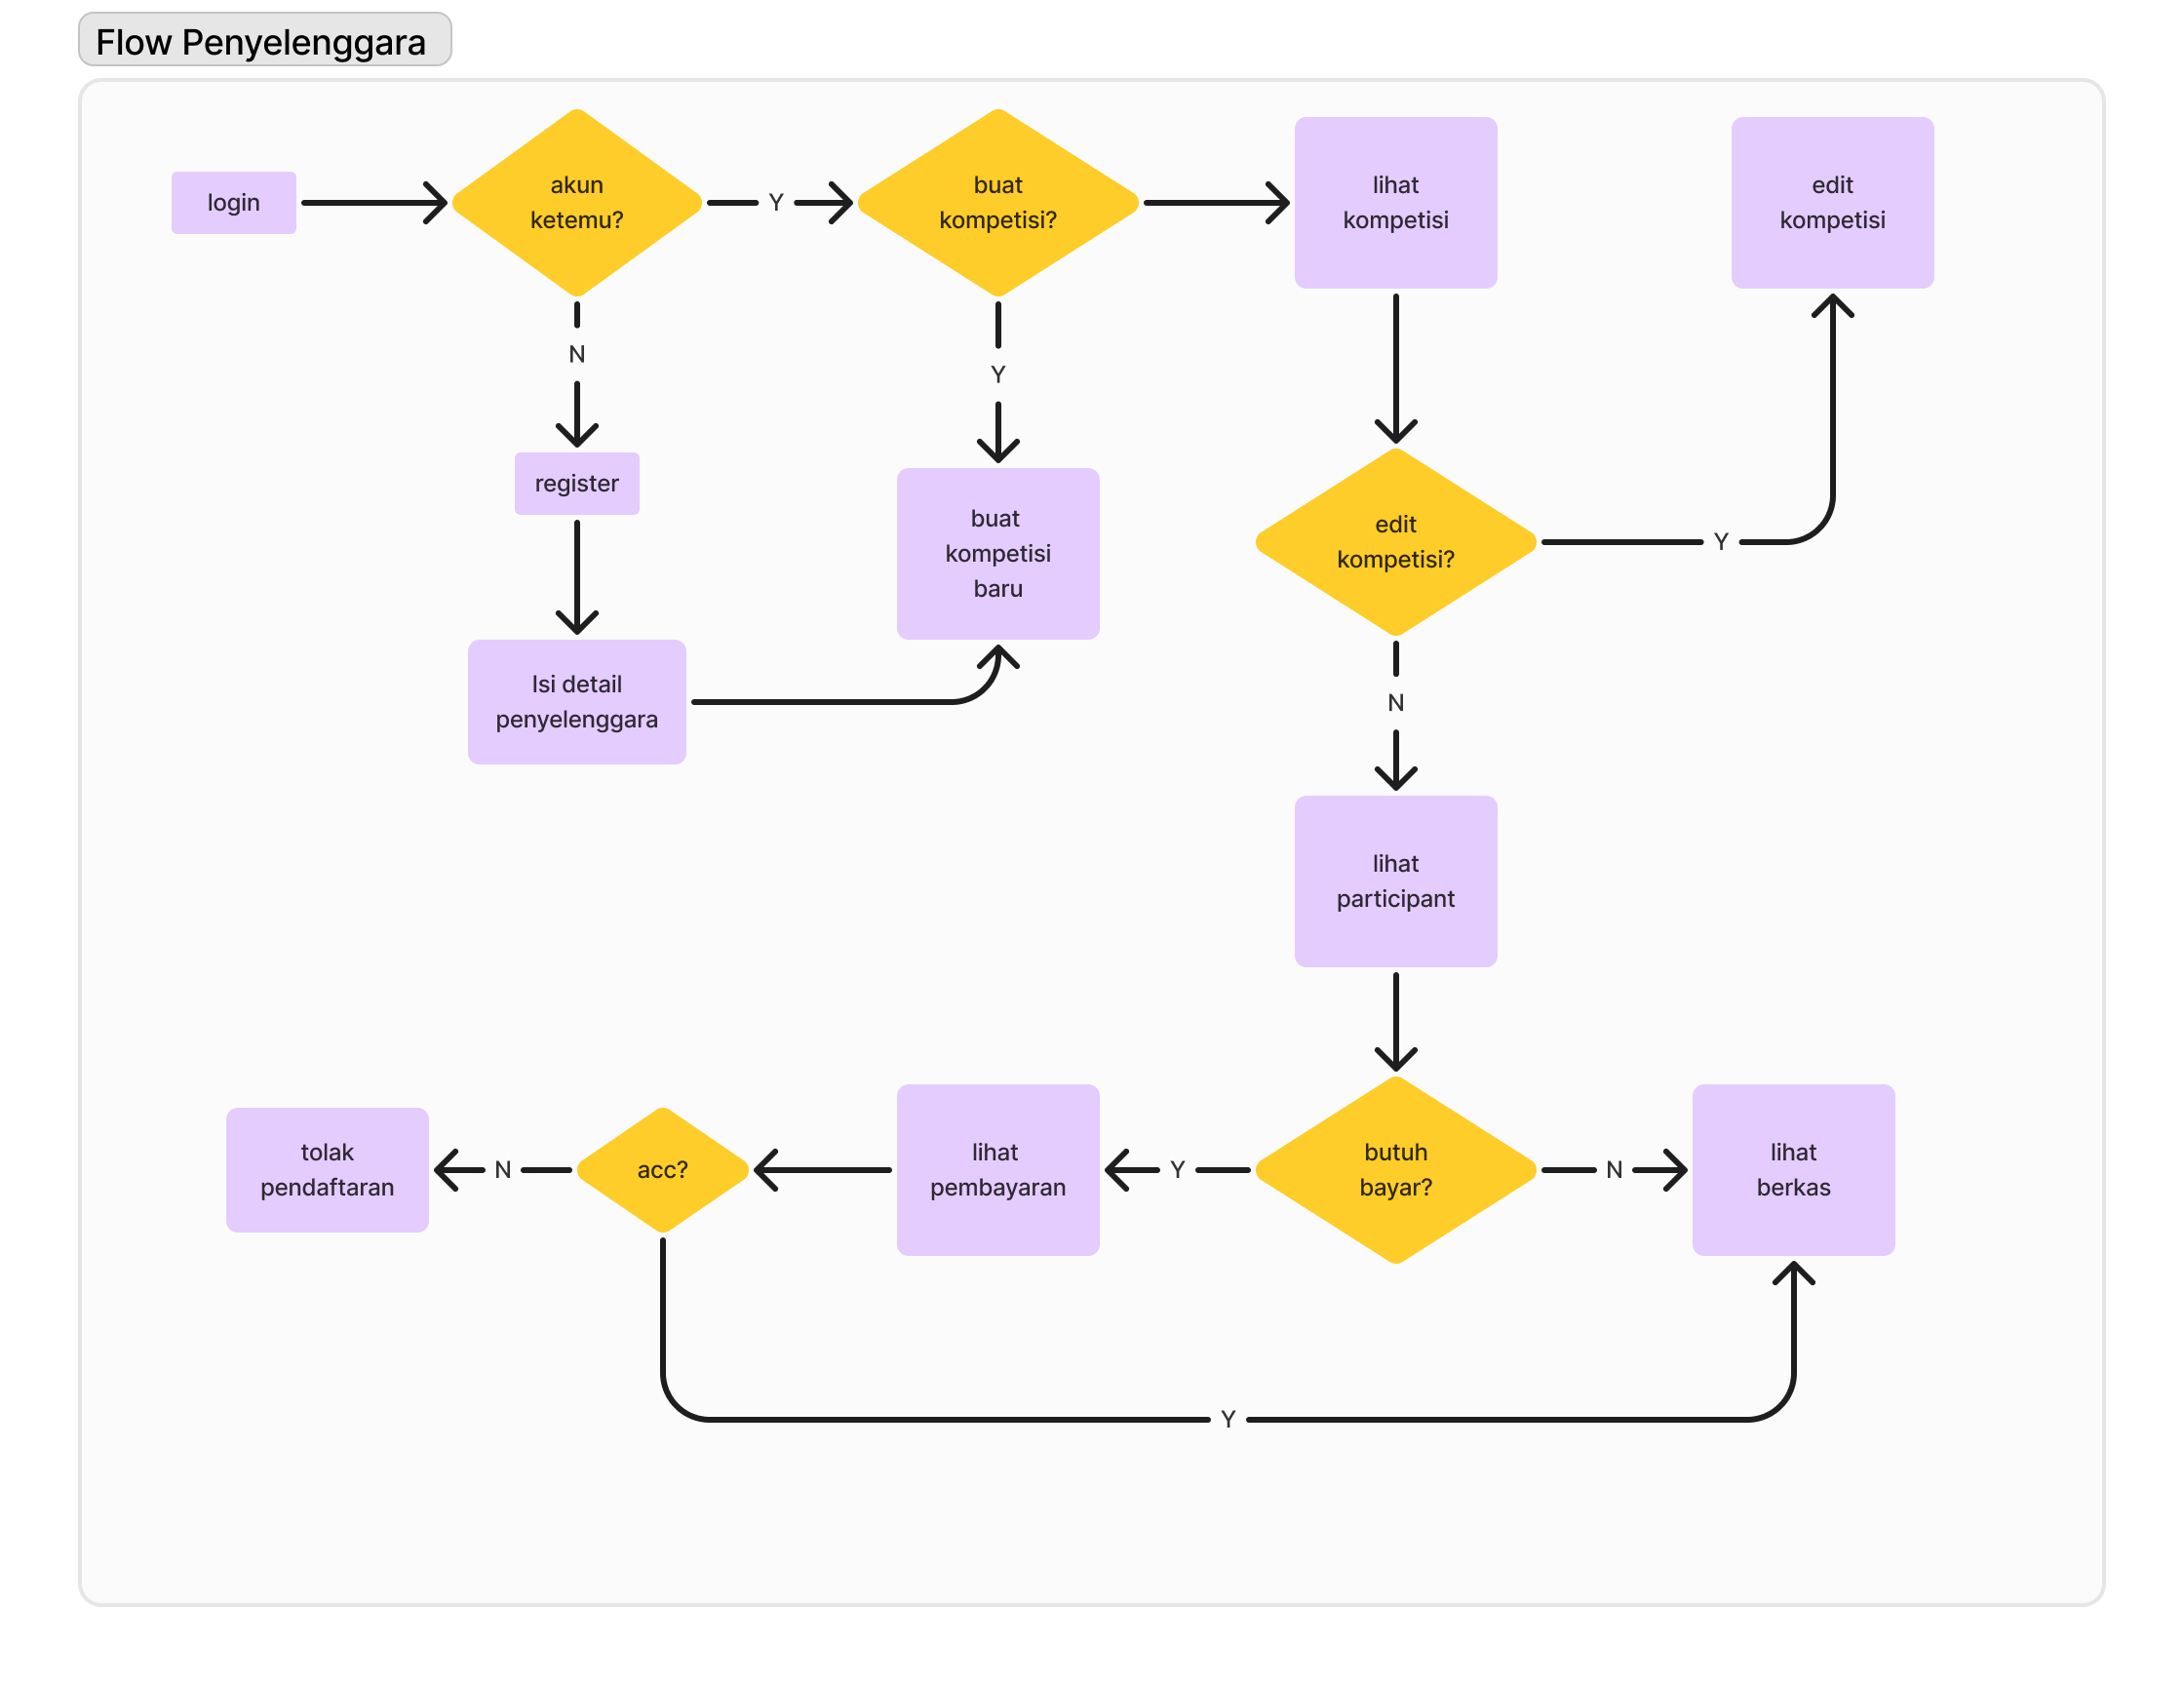 Flow Penyelenggara
login
akun
ketemu?
Y
buat
kompetisi?
lihat
kompetisi
edit
kompetisi
N
Y
register
buat
kompetisi
baru
edit
kompetisi?
Y
Isi detail
penyelenggara
N
lihat
participant
tolak
pendaftaran
N
acc?
lihat
pembayaran
Y
butuh
bayar?
N
lihat
berkas
Y